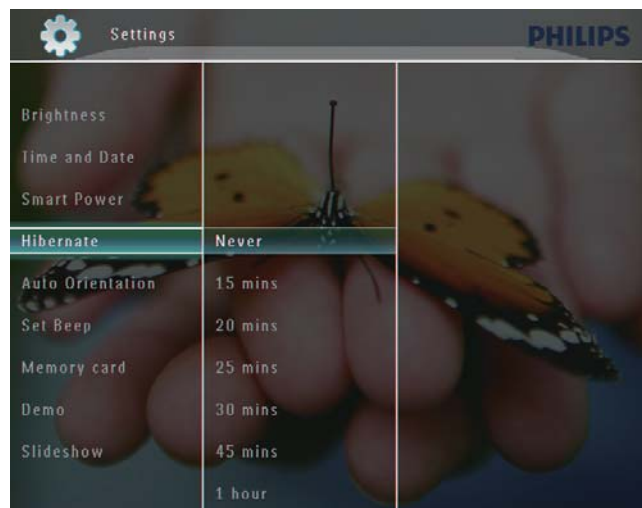 Settings
PHILIPS
Brightness
Time and Date
Smart Power
Hibernate
Auto Orientation
Set Beep
Memory card
Demo
Slideshow
Never
15 mins
20 mins
25 mins
30 mins
45 mins
1 hour